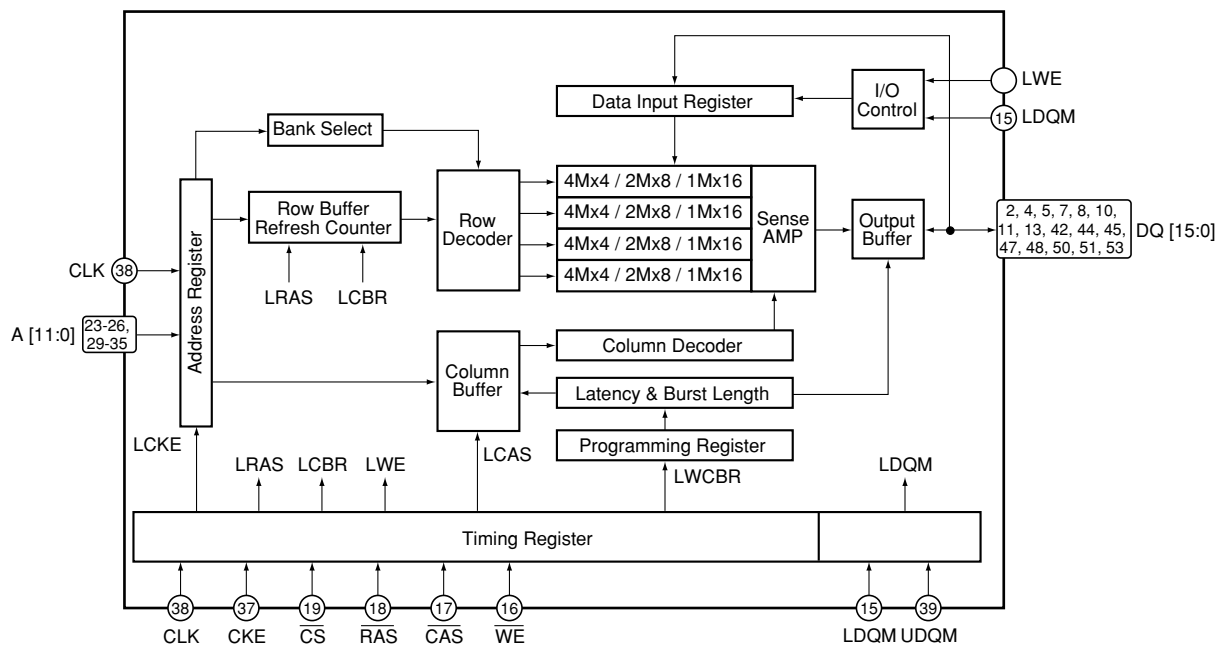 Data Input Register
I/O
Control
LWE
15
LDQM
Bank Select
4Mx4 / 2Mx8 / 1Mx16
4Mx4 / 2Mx8 / 1Mx16
4Mx4 / 2Mx8 / 1Mx16
4Mx4 / 2Mx8 / 1Mx16
Sense
AMP
Row Buffer
Refresh Counter
Row
Decoder
Output
Buffer
2, 4, 5, 7, 8, 10,
11, 13, 42, 44, 45,
47, 48, 50, 51, 53
DQ [15:0]
CLK
38
LRAS
LCBR
Address Register
A [11:0]
23-26,
29-35
Column Decoder
Column
Buffer
Latency & Burst Length
Programming Register
LCKE
LRAS
LCBR
LWE
LCAS
LWCBR
LDQM
Timing Register
38
37
19
18
17
16
15
39
CLK
CKE
CS
RAS
CAS
WE
LDQM
UDQM